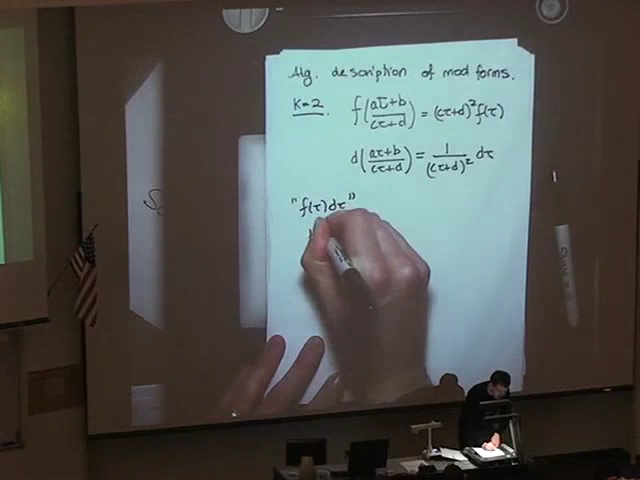 Alg. description of mod forms.
K=2 f(aτ+b/cτ+d) = (cτ+d)²f(τ)
d(aτ+b/cτ+d) = 1/(cτ+d)² dτ
"f(τ)dτ"